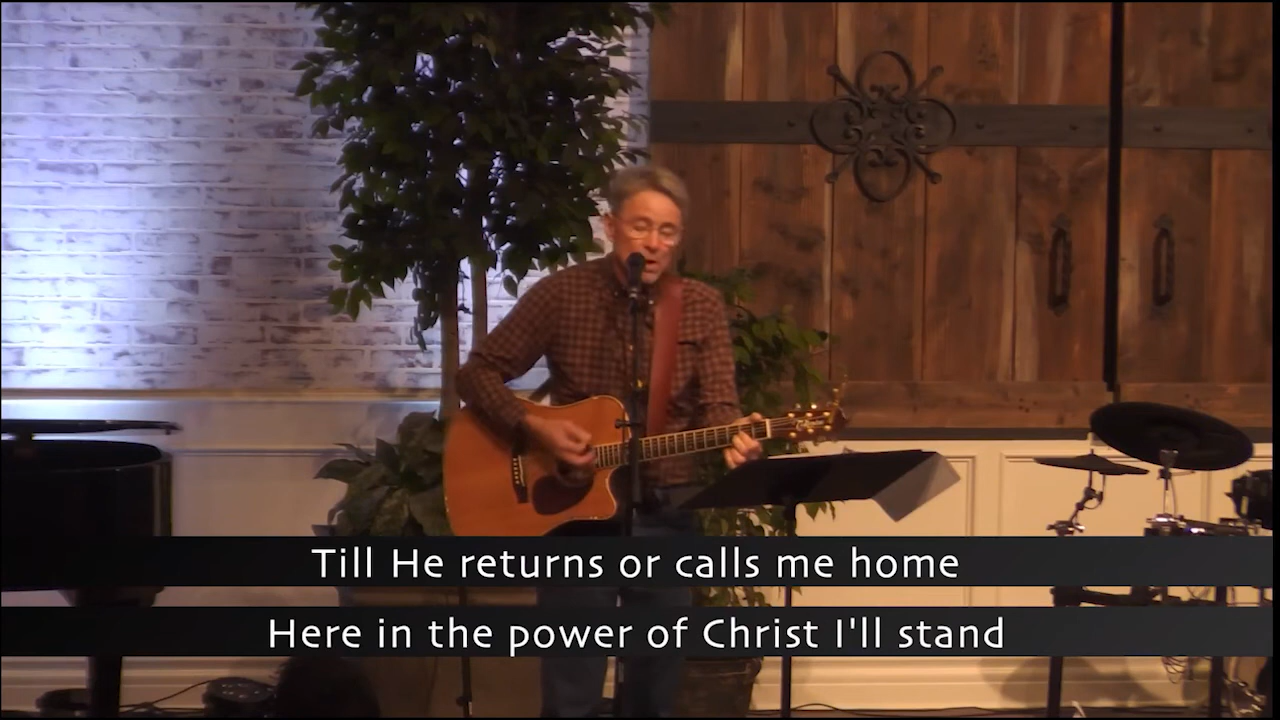 Till He returns or calls me home
Here in the power of Christ I'll stand